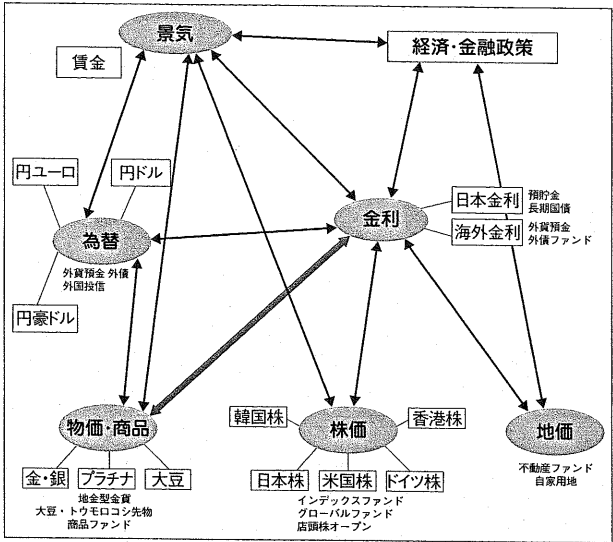 景気
経済・金融政策
賃金
円ユーロ
円ドル
為替
外貨預金 外債
外国投信
円豪ドル
金利
日本金利
預貯金
長期国債
海外金利
外貨預金
外債ファンド
物価・商品
金・銀
プラチナ
大豆
地金型金貨
大豆・トウモロコシ先物
商品ファンド
韓国株
株価
香港株
日本株
米国株
ドイツ株
インデックスファンド
グローバルファンド
店頭株オープン
地価
不動産ファンド
自家用地